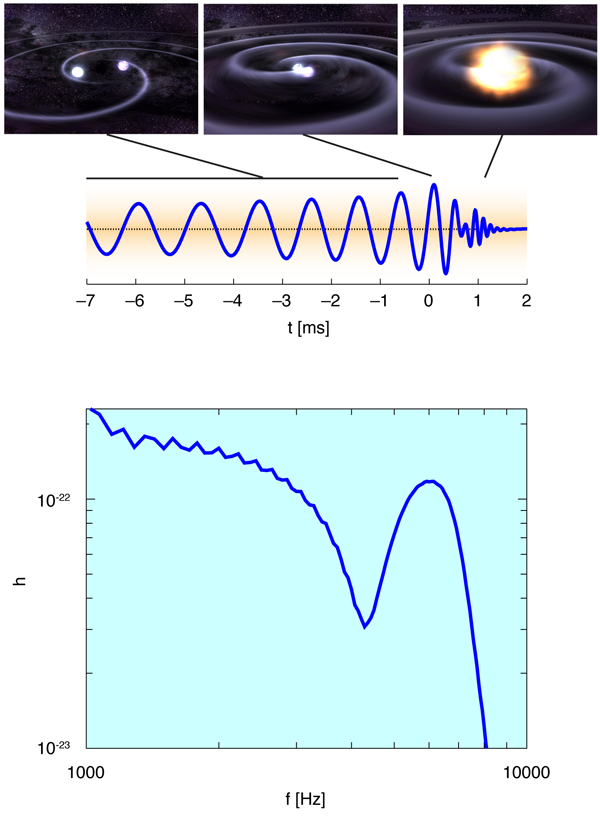 –7 –6 –5 –4 –3 –2 –1 0 1 2
t [ms]
10-22
h
10-23
1000 10000
f [Hz]